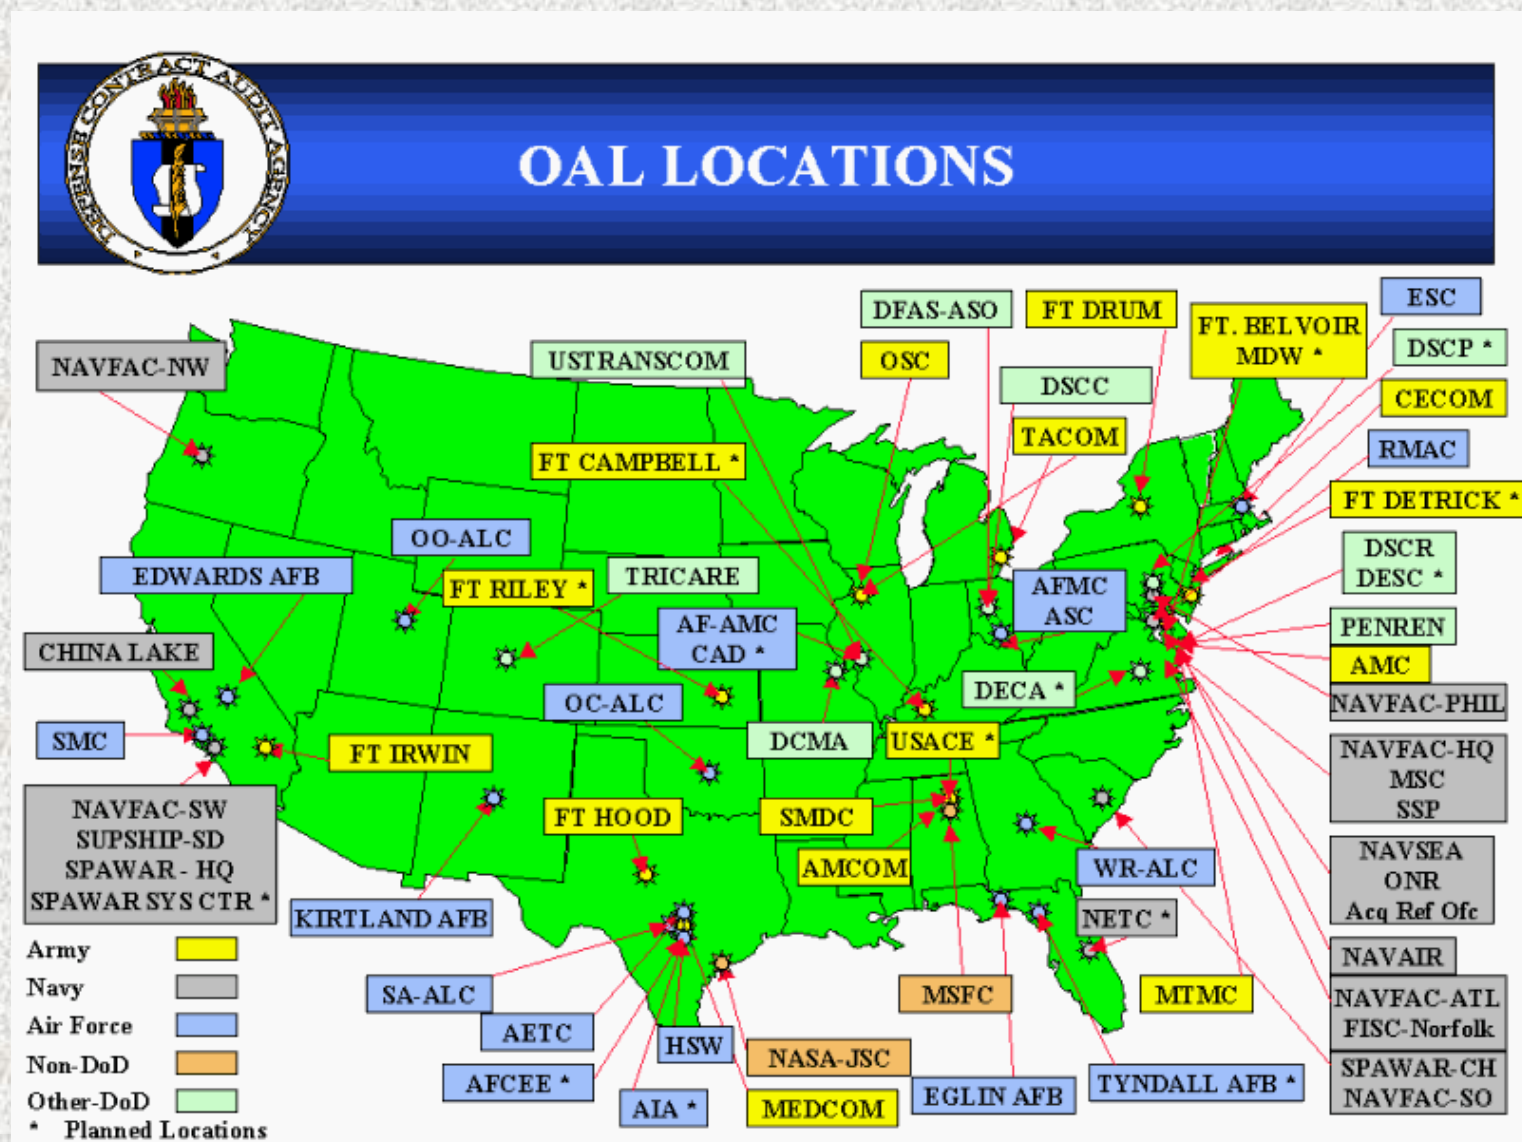 DEFENSE CONTRACT AUDIT AGENCY
OAL LOCATIONS
ESC
DFAS-ASO
FT DRUM
FT. BELVOIR
MDW *
DSCP *
NAVFAC-NW
USTRANSCOM
OSC
DSCC
CECOM
TACOM
RMAC
FT CAMPBELL *
FT DETRICK *
OO-ALC
DSCR
DESC *
EDWARDS AFB
FT RILEY *
TRICARE
AFMC
ASC
AF-AMC
CAD *
PENREN
CHINA LAKE
AMC
OC-ALC
DECA *
NAVFAC-PHIL
SMC
FT IRWIN
DCMA
USACE *
NAVFAC-HQ
MSC
SSP
NAVFAC-SW
SUPSHIP-SD
SPAWAR - HQ
SPAWAR SYS CTR *
FT HOOD
SMDC
AMCOM
WR-ALC
NAVSEA
ONR
Acq Ref Ofc
KIRTLAND AFB
NETC *
NAVAIR
Army
Navy
Air Force
Non-DoD
Other-DoD
* Planned Locations
SA-ALC
MSFC
MTMC
NAVFAC-ATL
FISC-Norfolk
AETC
HSW
NASA-JSC
SPAWAR-CH
NAVFAC-SO
AFCEE *
AIA *
MEDCOM
EGLIN AFB
TYNDALL AFB *